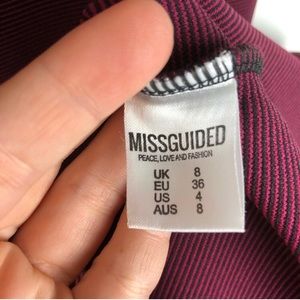 MISSGUIDED
PEACE, LOVE AND FASHION
UK 8
EU 36
US 4
AUS 8